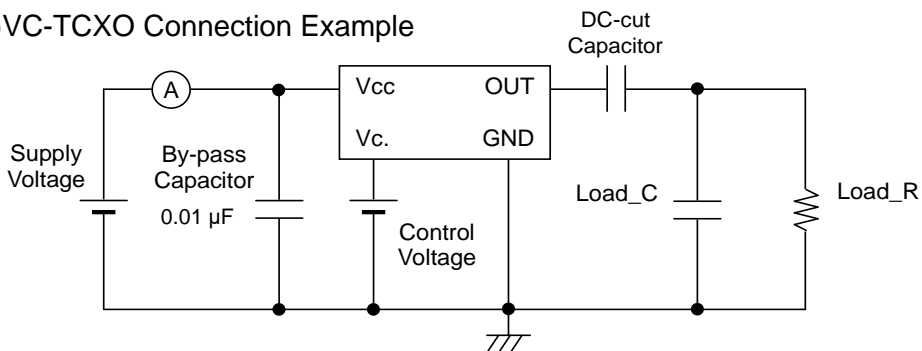 VC-TCXO Connection Example
DC-cut
Capacitor
A
Vcc
OUT
Vc.
GND
Supply
Voltage
By-pass
Capacitor
0.01 µF
Control
Voltage
Load_C
Load_R